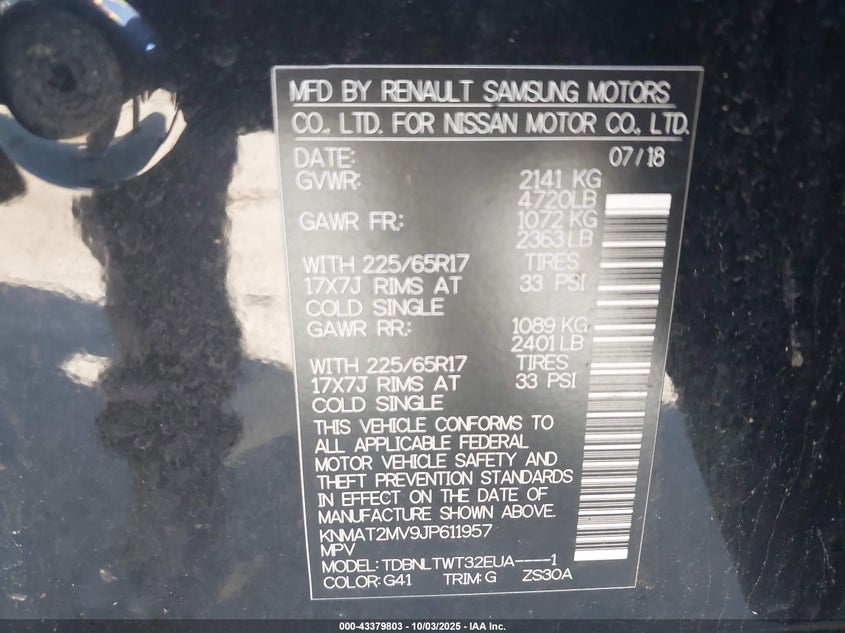 MFD BY RENAULT SAMSUNG MOTORS
CO., LTD. FOR NISSAN MOTOR CO., LTD.
DATE: 07/18
GVWR: 2141 KG
4720LB
GAWR FR: 1072 KG
2363 LB
WITH 225/65R17 TIRES
17X7J RIMS AT 33 PSI
COLD SINGLE
GAWR RR: 1089 KG
2401 LB
WITH 225/65R17 TIRES
17X7J RIMS AT 33 PSI
COLD SINGLE
THIS VEHICLE CONFORMS TO
ALL APPLICABLE FEDERAL
MOTOR VEHICLE SAFETY AND
THEFT PREVENTION STANDARDS
IN EFFECT ON THE DATE OF
MANUFACTURE SHOWN ABOVE.
KNMAT2MV9JP611957
MPV
MODEL: TDBNLTWT32EUA----1
COLOR: G41 TRIM: G ZS30A
000-43379803 - 10/03/2025 - IAA Inc.